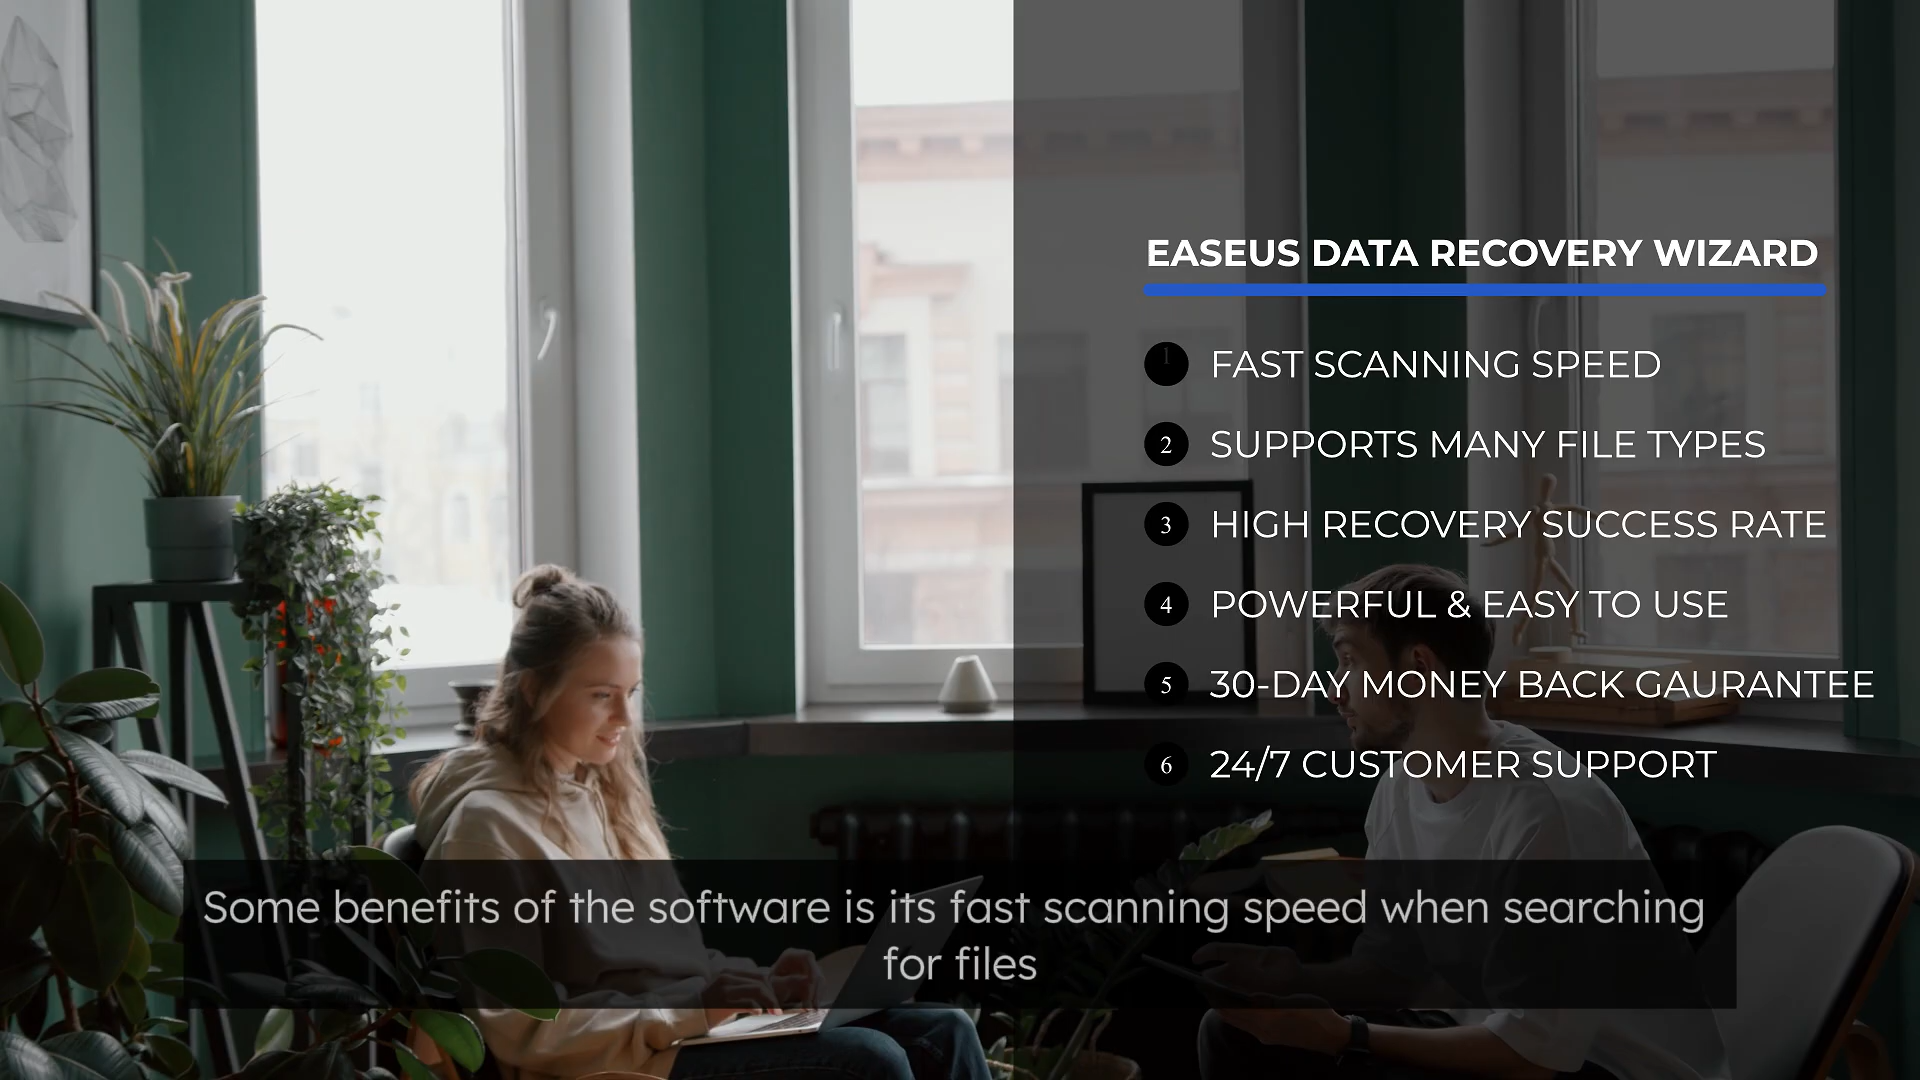 EASEUS DATA RECOVERY WIZARD
1 FAST SCANNING SPEED
2 SUPPORTS MANY FILE TYPES
3 HIGH RECOVERY SUCCESS RATE
4 POWERFUL & EASY TO USE
5 30-DAY MONEY BACK GAURANTEE
6 24/7 CUSTOMER SUPPORT
Some benefits of the software is its fast scanning speed when searching
for files